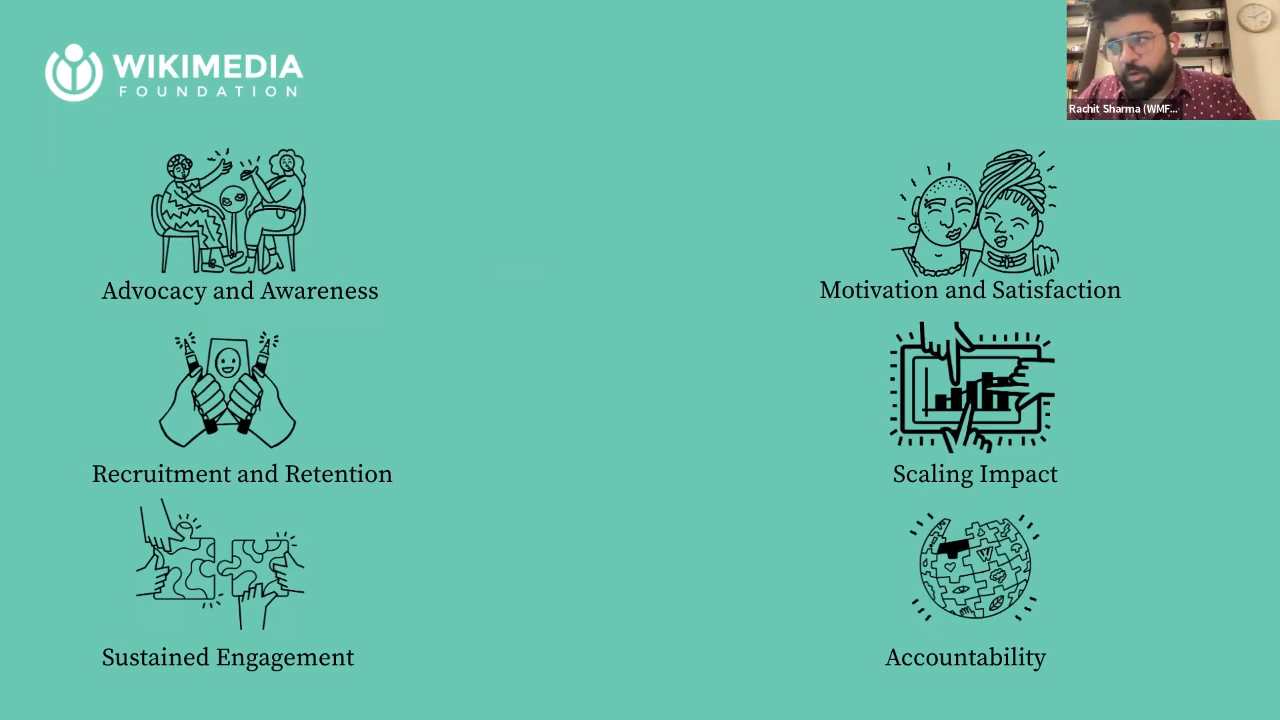 WIKIMEDIA
FOUNDATION
Rachit Sharma (WMF...
Advocacy and Awareness
Motivation and Satisfaction
Recruitment and Retention
Scaling Impact
W
Sustained Engagement
Accountability